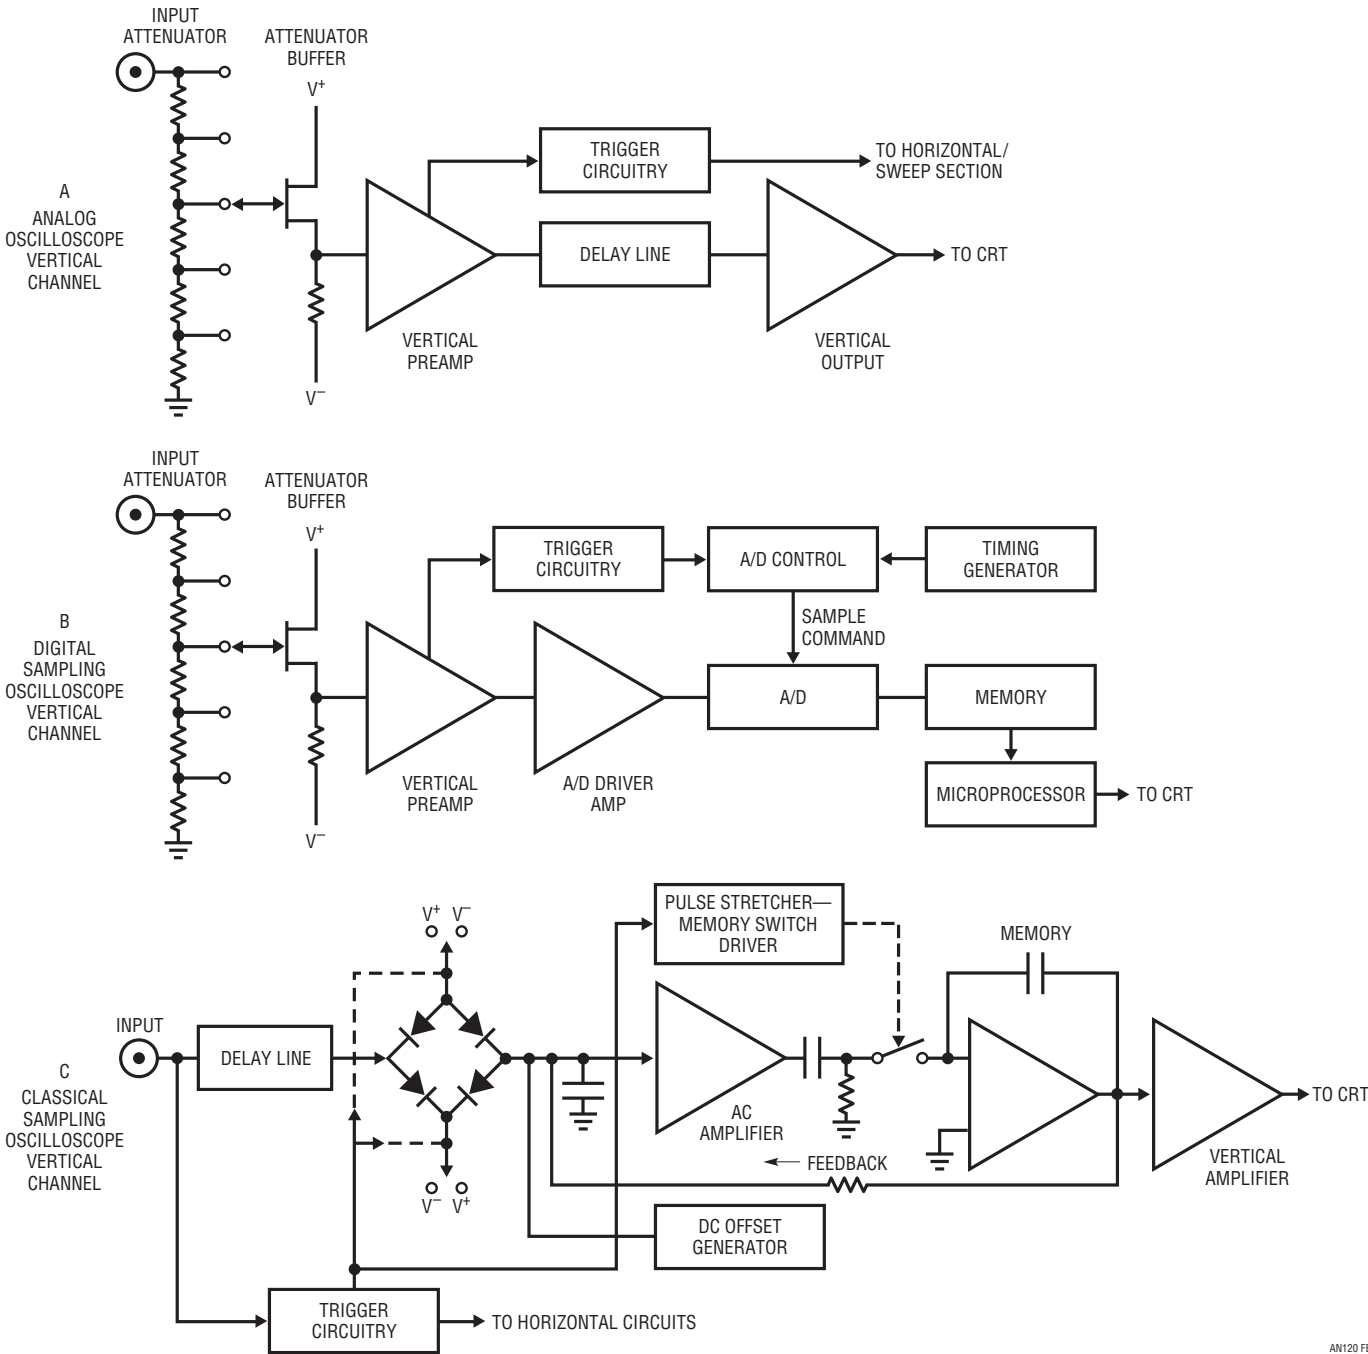 INPUT
ATTENUATOR
ATTENUATOR
BUFFER
V+
TRIGGER
CIRCUITRY
TO HORIZONTAL/
SWEEP SECTION
A
ANALOG
OSCILLOSCOPE
VERTICAL
CHANNEL
DELAY LINE
TO CRT
VERTICAL
PREAMP
VERTICAL
OUTPUT
V–
INPUT
ATTENUATOR
ATTENUATOR
BUFFER
V+
TRIGGER
CIRCUITRY
A/D CONTROL
TIMING
GENERATOR
SAMPLE
COMMAND
B
DIGITAL
SAMPLING
OSCILLOSCOPE
VERTICAL
CHANNEL
A/D
MEMORY
VERTICAL
PREAMP
A/D DRIVER
AMP
MICROPROCESSOR
TO CRT
V–
PULSE STRETCHER—
MEMORY SWITCH
DRIVER
V+ V–
MEMORY
INPUT
DELAY LINE
C
CLASSICAL
SAMPLING
OSCILLOSCOPE
VERTICAL
CHANNEL
AC
AMPLIFIER
TO CRT
VERTICAL
AMPLIFIER
FEEDBACK
V– V+
DC OFFSET
GENERATOR
TRIGGER
CIRCUITRY
TO HORIZONTAL CIRCUITS
AN120